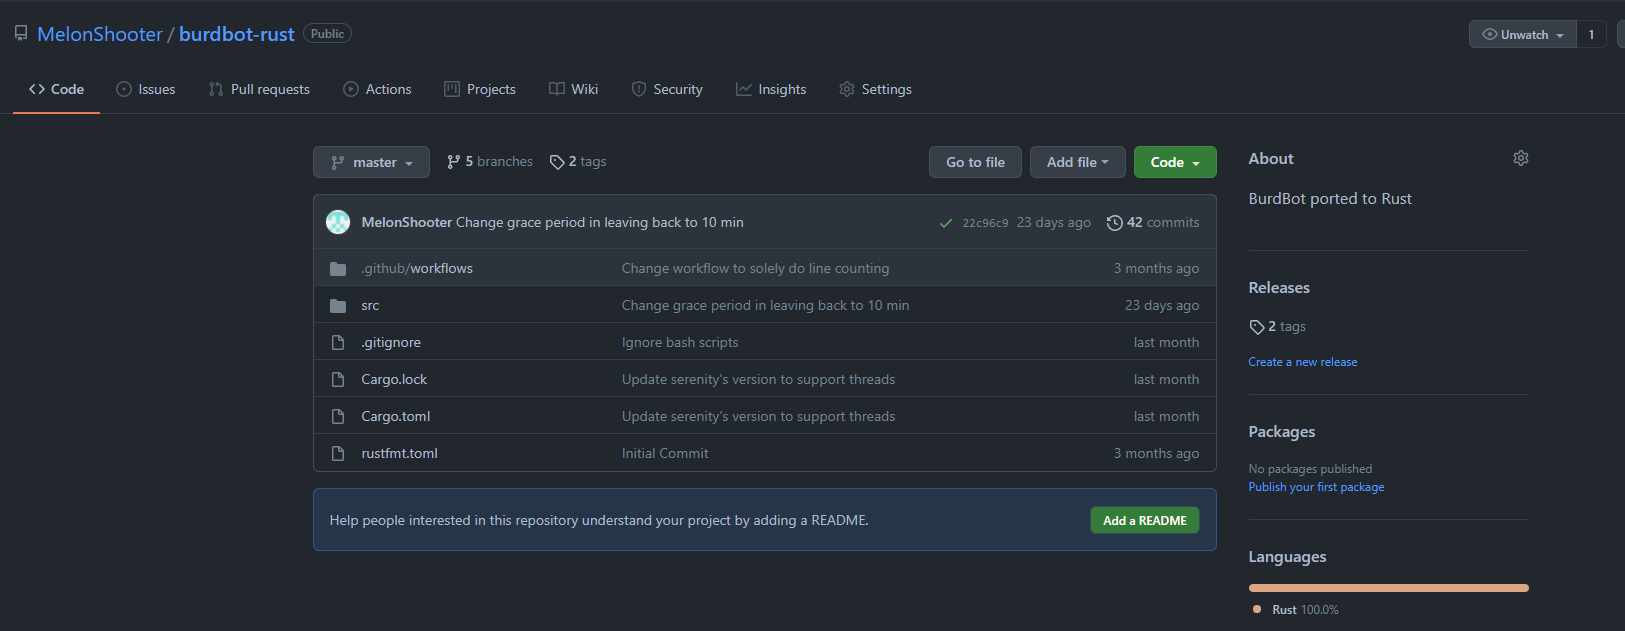 MelonShooter / burdbot-rust Public
Unwatch 1
Code Issues Pull requests Actions Projects Wiki Security Insights Settings
master 5 branches 2 tags Go to file Add file Code
MelonShooter Change grace period in leaving back to 10 min 22c96c9 23 days ago 42 commits
.github/workflows Change workflow to solely do line counting 3 months ago
src Change grace period in leaving back to 10 min 23 days ago
.gitignore Ignore bash scripts last month
Cargo.lock Update serenity's version to support threads last month
Cargo.toml Update serenity's version to support threads last month
rustfmt.toml Initial Commit 3 months ago
Help people interested in this repository understand your project by adding a README. Add a README
About
BurdBot ported to Rust
Releases
2 tags
Create a new release
Packages
No packages published
Publish your first package
Languages
Rust 100.0%